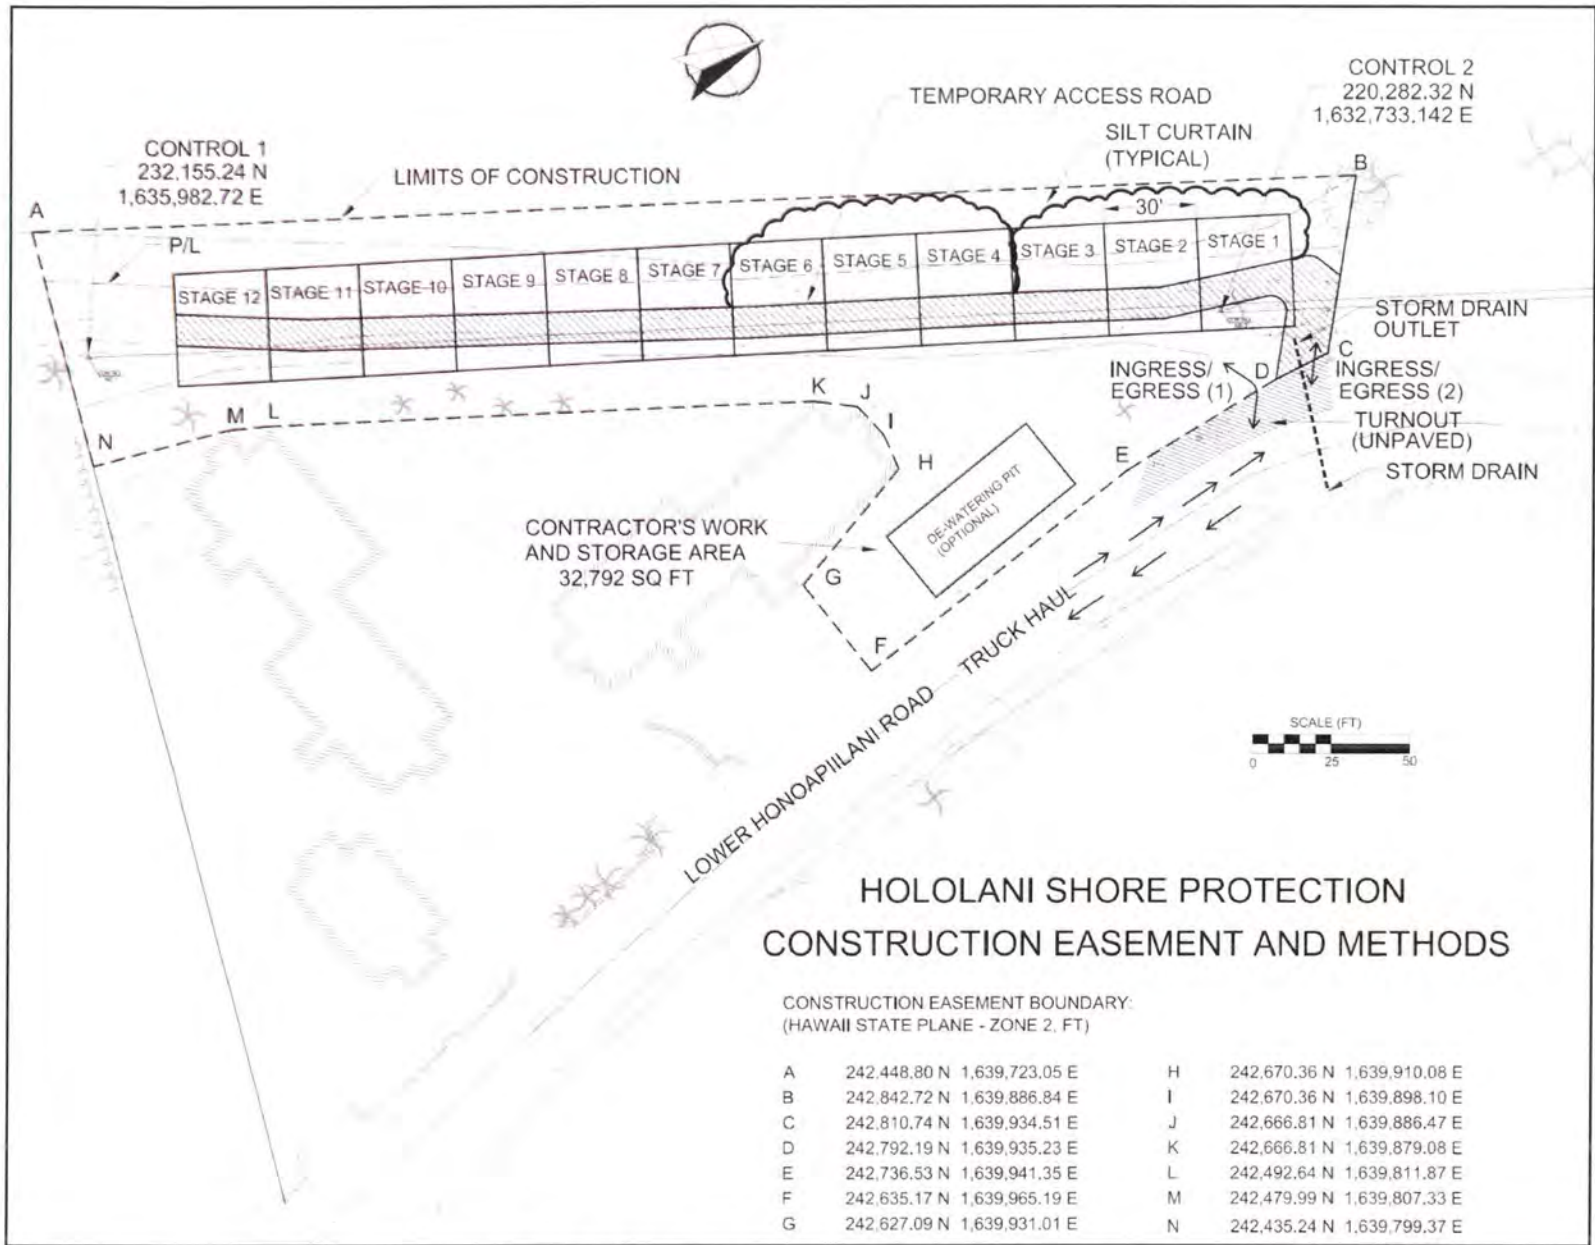 CONTROL 2
220,282.32 N
1,632,733.142 E
TEMPORARY ACCESS ROAD
SILT CURTAIN
(TYPICAL)
CONTROL 1
232,155.24 N
1,635,982.72 E
LIMITS OF CONSTRUCTION
B
A
30'
P/L
STAGE 12
STAGE 11
STAGE 10
STAGE 9
STAGE 8
STAGE 7
STAGE 6
STAGE 5
STAGE 4
STAGE 3
STAGE 2
STAGE 1
STORM DRAIN
OUTLET
C
D
INGRESS/
EGRESS (1)
INGRESS/
EGRESS (2)
K
J
M
L
I
N
H
E
TURNOUT
(UNPAVED)
STORM DRAIN
DE-WATERING PIT
(OPTIONAL)
CONTRACTOR'S WORK
AND STORAGE AREA
32,792 SQ FT
G
F
LOWER HONOAPIILANI ROAD
TRUCK HAUL
SCALE (FT)
0 25 50
HOLOLANI SHORE PROTECTION
CONSTRUCTION EASEMENT AND METHODS
CONSTRUCTION EASEMENT BOUNDARY:
(HAWAII STATE PLANE - ZONE 2, FT)
A 242,448.80 N 1,639,723.05 E
B 242,842.72 N 1,639,886.84 E
C 242,810.74 N 1,639,934.51 E
D 242,792.19 N 1,639,935.23 E
E 242,736.53 N 1,639,941.35 E
F 242,635.17 N 1,639,965.19 E
G 242,627.09 N 1,639,931.01 E
H 242,670.36 N 1,639,910.08 E
I 242,670.36 N 1,639,898.10 E
J 242,666.81 N 1,639,886.47 E
K 242,666.81 N 1,639,879.08 E
L 242,492.64 N 1,639,811.87 E
M 242,479.99 N 1,639,807.33 E
N 242,435.24 N 1,639,799.37 E